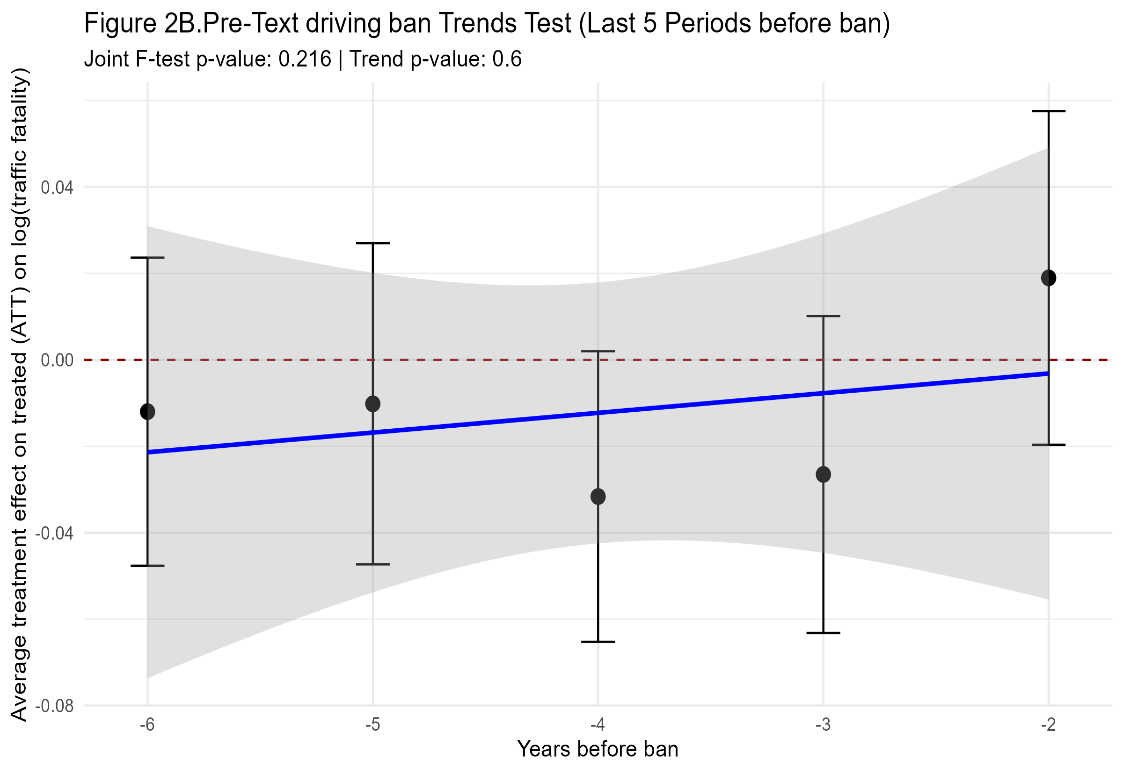 Figure 2B.Pre-Text driving ban Trends Test (Last 5 Periods before ban)
Joint F-test p-value: 0.216 | Trend p-value: 0.6
Average treatment effect on treated (ATT) on log(traffic fatality)
0.04
0.00
-0.04
-0.08
-6 -5 -4 -3 -2
Years before ban